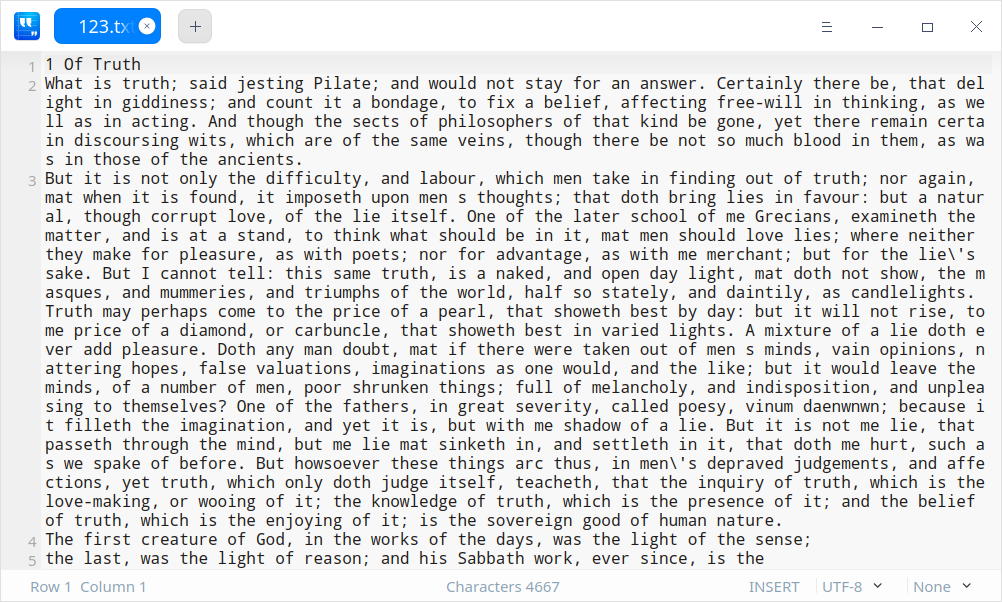 123.tx
1 1 Of Truth
2 What is truth; said jesting Pilate; and would not stay for an answer. Certainly there be, that del
ight in giddiness; and count it a bondage, to fix a belief, affecting free-will in thinking, as we
ll as in acting. And though the sects of philosophers of that kind be gone, yet there remain certa
in discoursing wits, which are of the same veins, though there be not so much blood in them, as wa
s in those of the ancients.
3 But it is not only the difficulty, and labour, which men take in finding out of truth; nor again,
mat when it is found, it imposeth upon men s thoughts; that doth bring lies in favour: but a natur
al, though corrupt love, of the lie itself. One of the later school of me Grecians, examineth the
matter, and is at a stand, to think what should be in it, mat men should love lies; where neither
they make for pleasure, as with poets; nor for advantage, as with me merchant; but for the lie\'s
sake. But I cannot tell: this same truth, is a naked, and open day light, mat doth not show, the m
asques, and mummeries, and triumphs of the world, half so stately, and daintily, as candlelights.
Truth may perhaps come to the price of a pearl, that showeth best by day: but it will not rise, to
me price of a diamond, or carbuncle, that showeth best in varied lights. A mixture of a lie doth e
ver add pleasure. Doth any man doubt, mat if there were taken out of men s minds, vain opinions, n
attering hopes, false valuations, imaginations as one would, and the like; but it would leave the
minds, of a number of men, poor shrunken things; full of melancholy, and indisposition, and unplea
sing to themselves? One of the fathers, in great severity, called poesy, vinum daenwnwn; because i
t filleth the imagination, and yet it is, but with me shadow of a lie. But it is not me lie, that
passeth through the mind, but me lie mat sinketh in, and settleth in it, that doth me hurt, such a
s we spake of before. But howsoever these things arc thus, in men\'s depraved judgements, and affe
ctions, yet truth, which only doth judge itself, teacheth, that the inquiry of truth, which is the
love-making, or wooing of it; the knowledge of truth, which is the presence of it; and the belief
of truth, which is the enjoying of it; is the sovereign good of human nature.
4 The first creature of God, in the works of the days, was the light of the sense;
5 the last, was the light of reason; and his Sabbath work, ever since, is the
Row 1 Column 1 Characters 4667 INSERT UTF-8 None